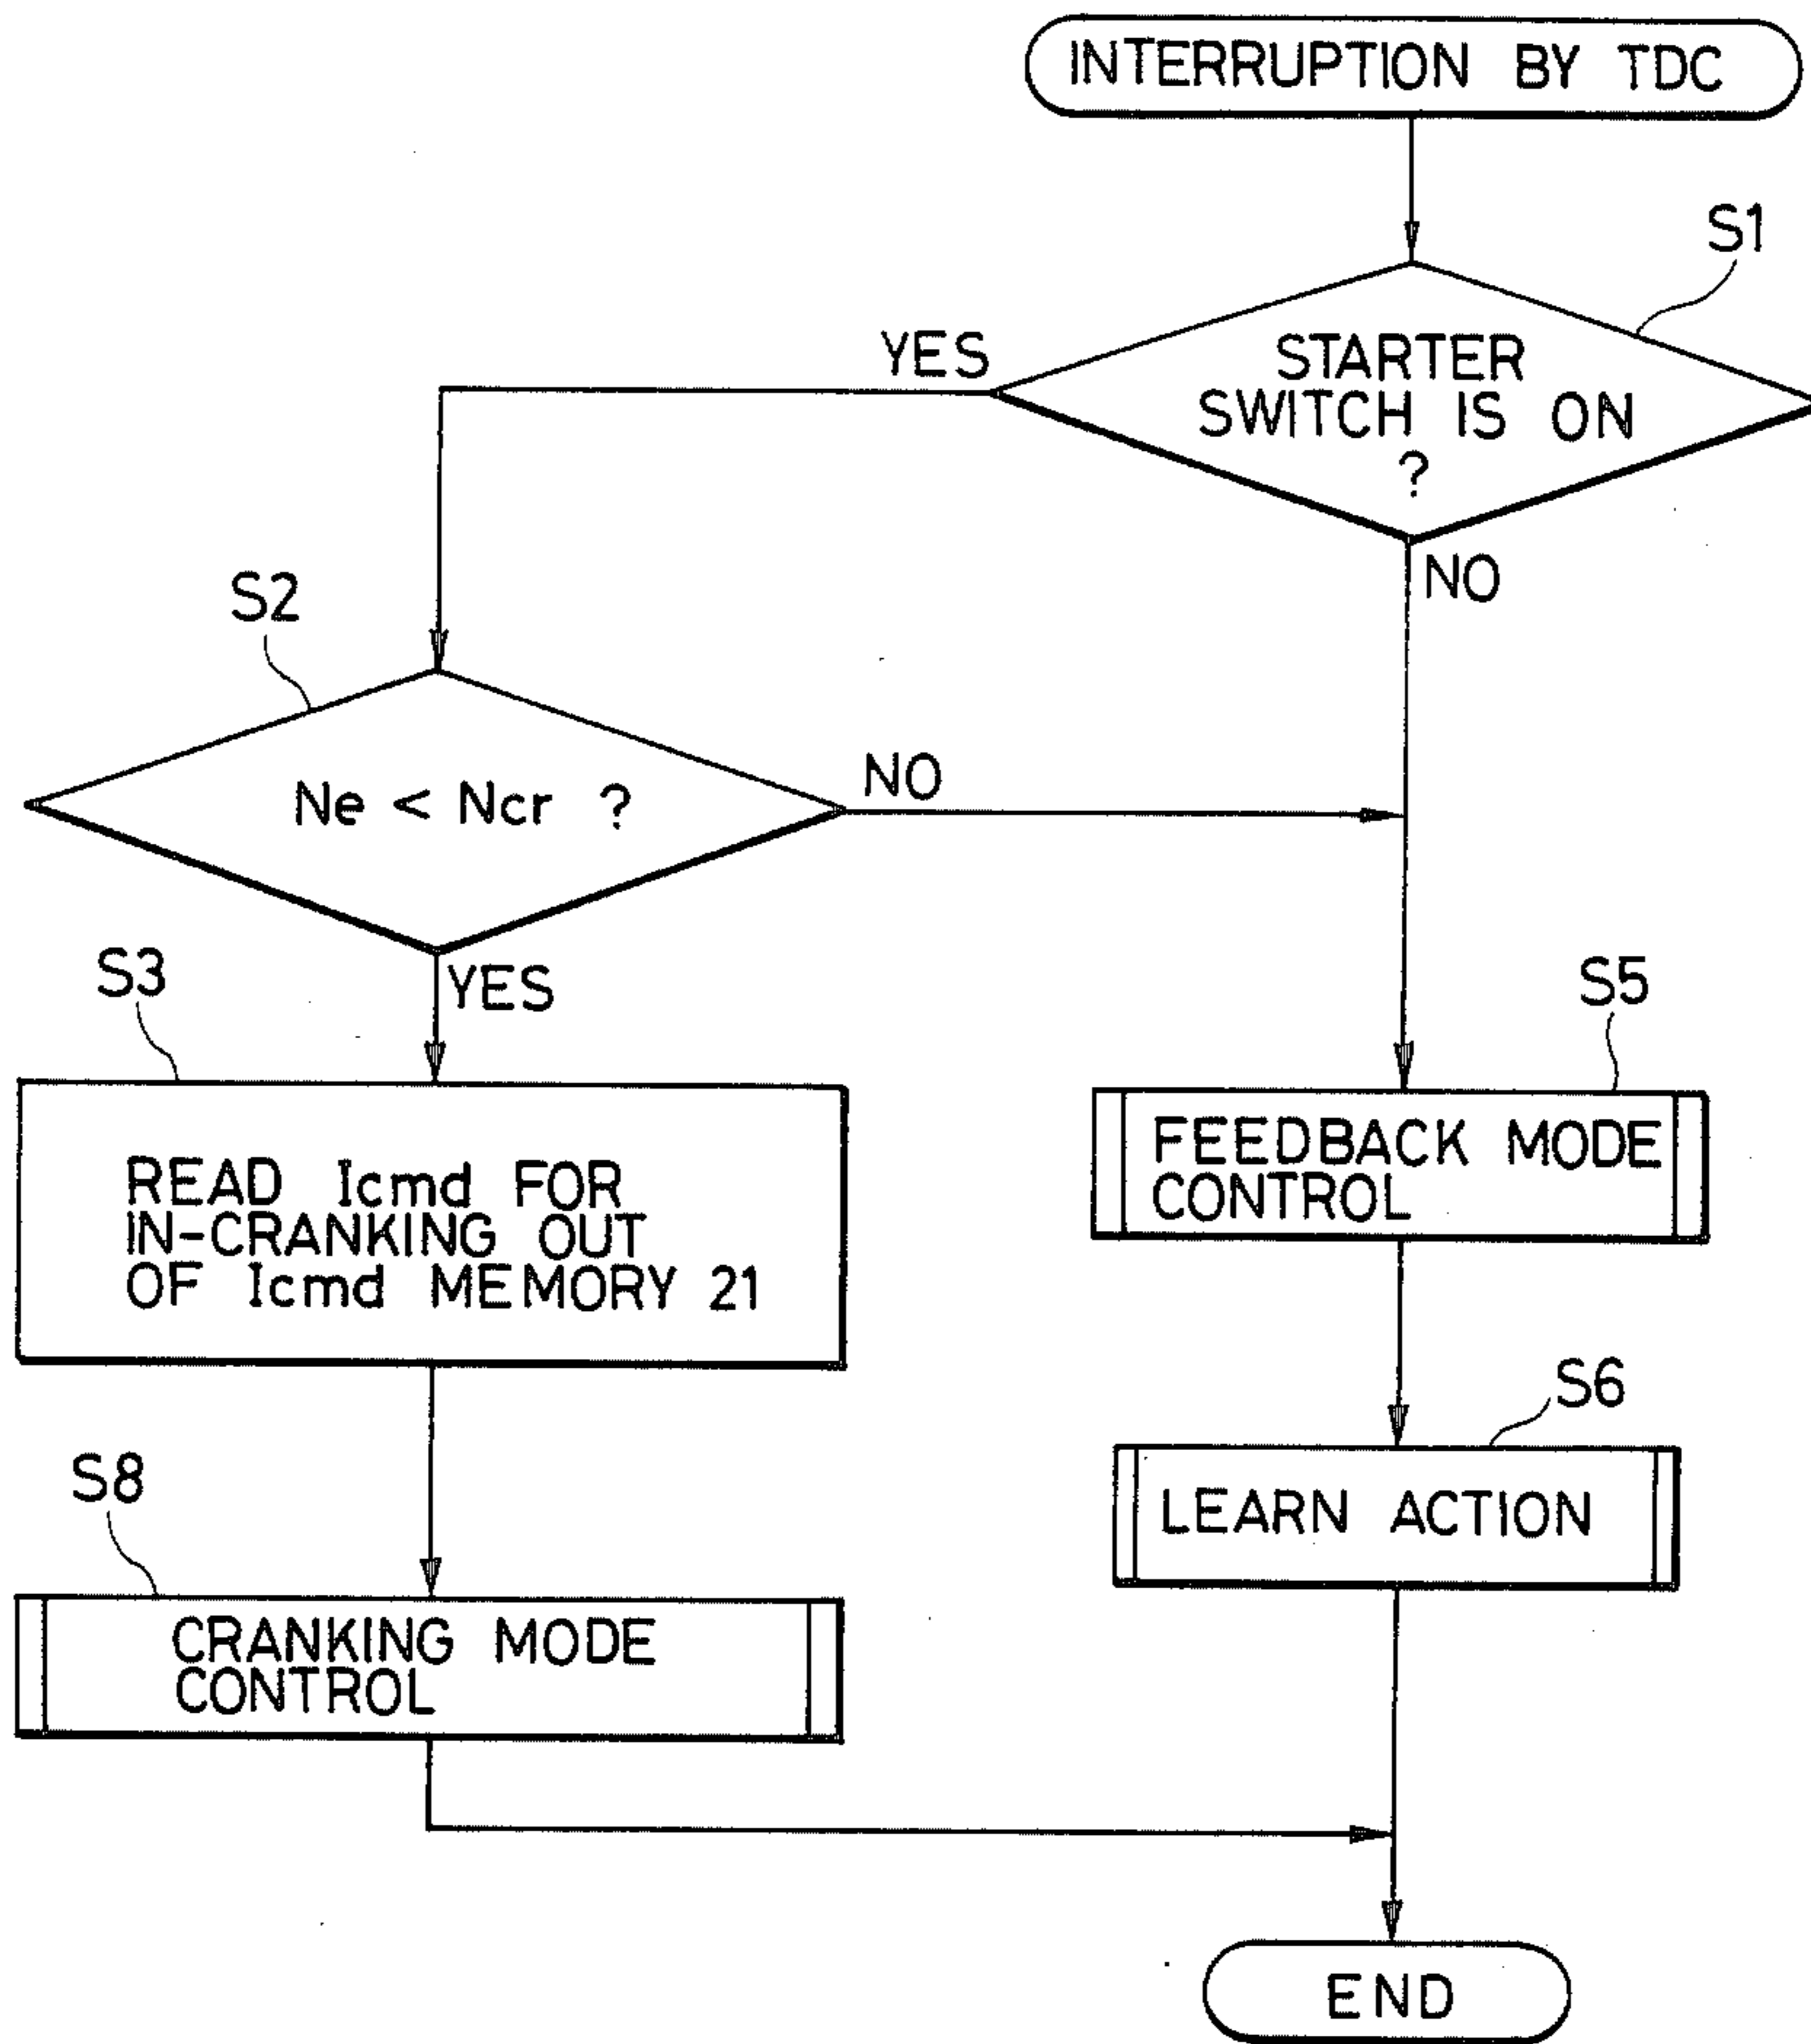 INTERRUPTION BY TDC
S1
STARTER
SWITCH IS ON
?
YES
NO
S2
Ne < Ncr ?
NO
YES
S3
READ Icmd FOR
IN-CRANKING OUT
OF Icmd MEMORY 21
S5
FEEDBACK MODE
CONTROL
S6
LEARN ACTION
S8
CRANKING MODE
CONTROL
END